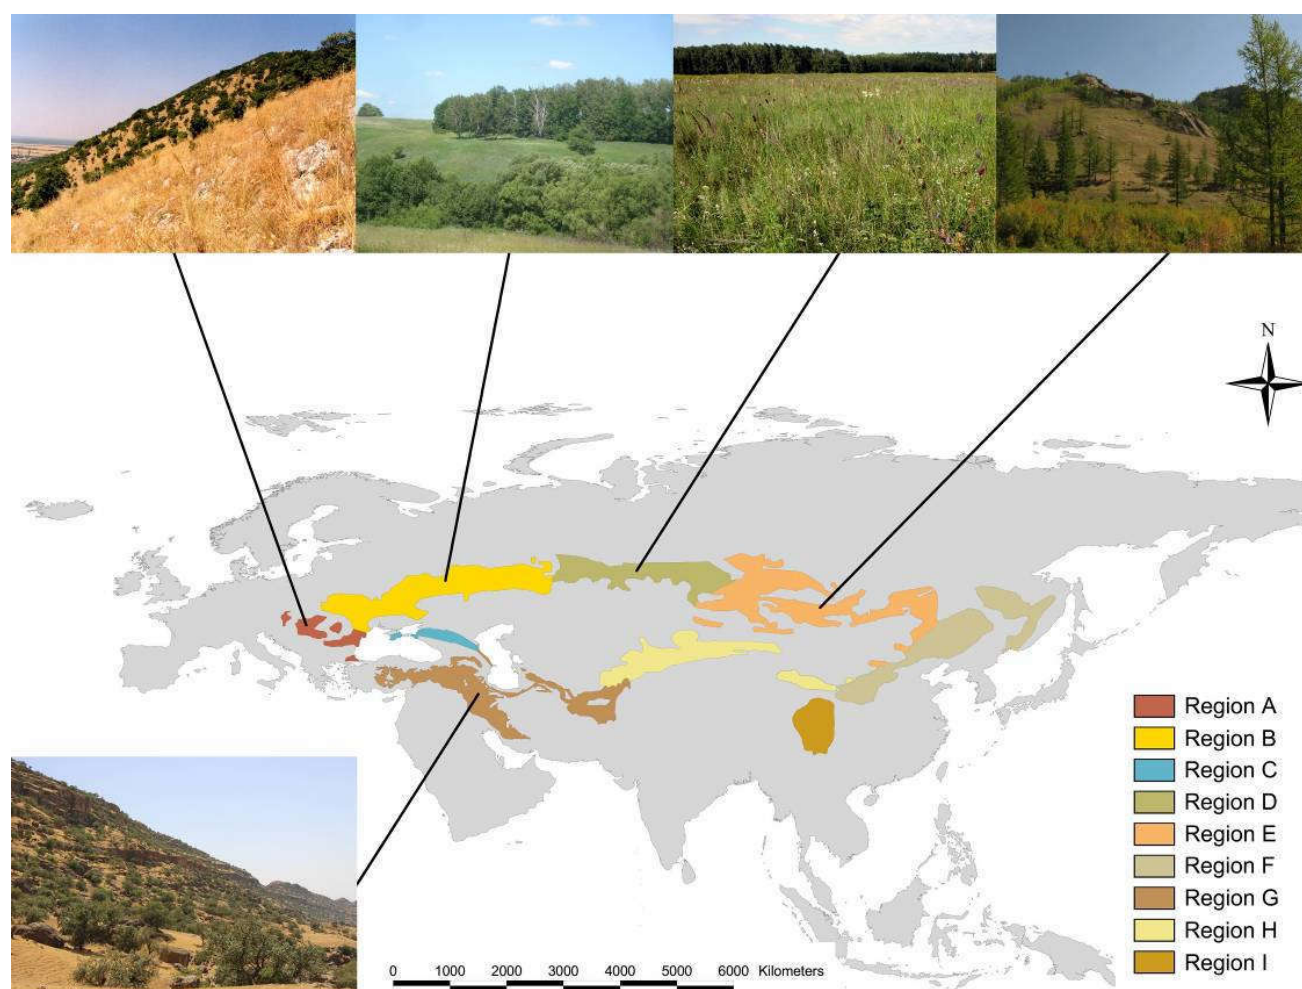 N
Region A
Region B
Region C
Region D
Region E
Region F
Region G
Region H
Region I
0 1000 2000 3000 4000 5000 6000 Kilometers